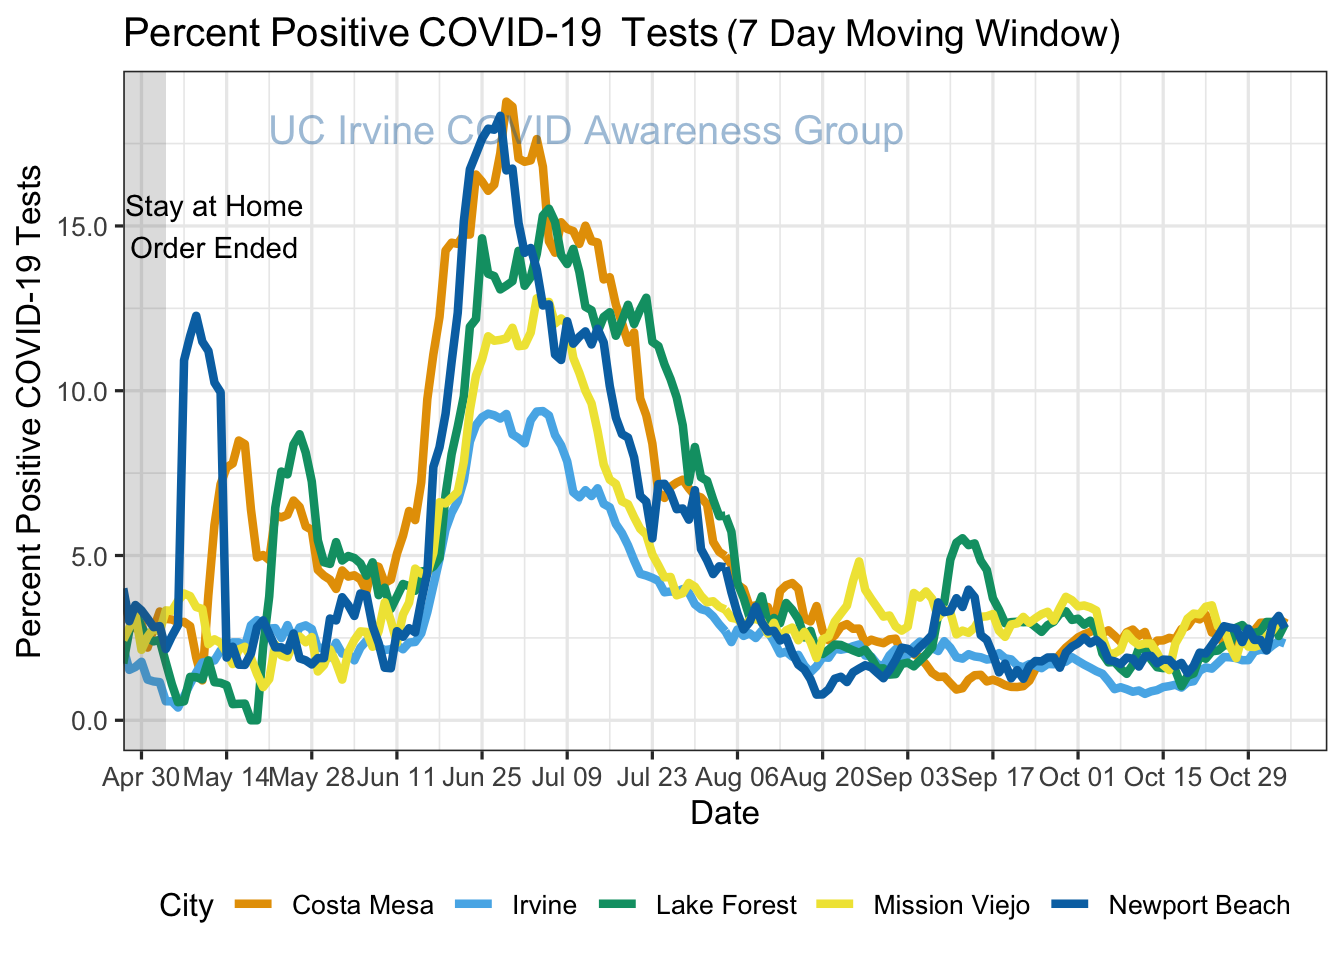 Percent Positive COVID-19 Tests (7 Day Moving Window)
UC Irvine COVID Awareness Group
Stay at Home
Order Ended
Percent Positive COVID-19 Tests
15.0
10.0
5.0
0.0
Apr 30 May 14 May 28 Jun 11 Jun 25 Jul 09 Jul 23 Aug 06 Aug 20 Sep 03 Sep 17 Oct 01 Oct 15 Oct 29
Date
City Costa Mesa Irvine Lake Forest Mission Viejo Newport Beach